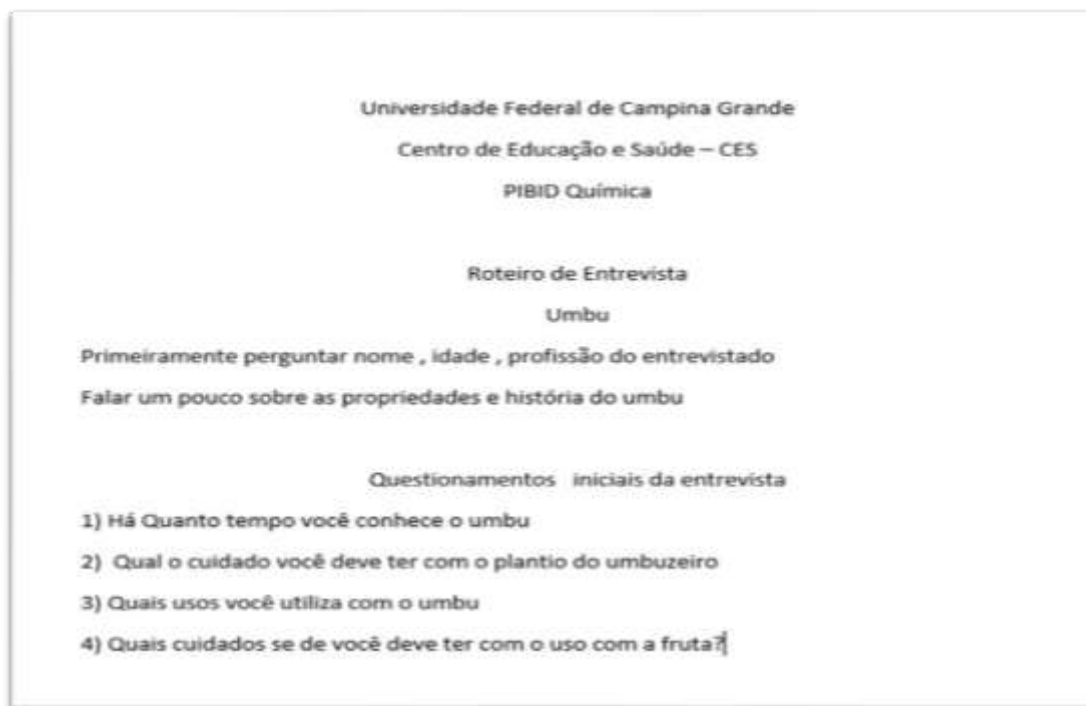 Universidade Federal de Campina Grande
Centro de Educação e Saúde – CES
PIBID Química
Roteiro de Entrevista
Umbu
Primeiramente perguntar nome , idade , profissão do entrevistado
Falar um pouco sobre as propriedades e história do umbu
Questionamentos iniciais da entrevista
1) Há Quanto tempo você conhece o umbu
2) Qual o cuidado você deve ter com o plantio do umbuzeiro
3) Quais usos você utiliza com o umbu
4) Quais cuidados se de você deve ter com o uso com a fruta?